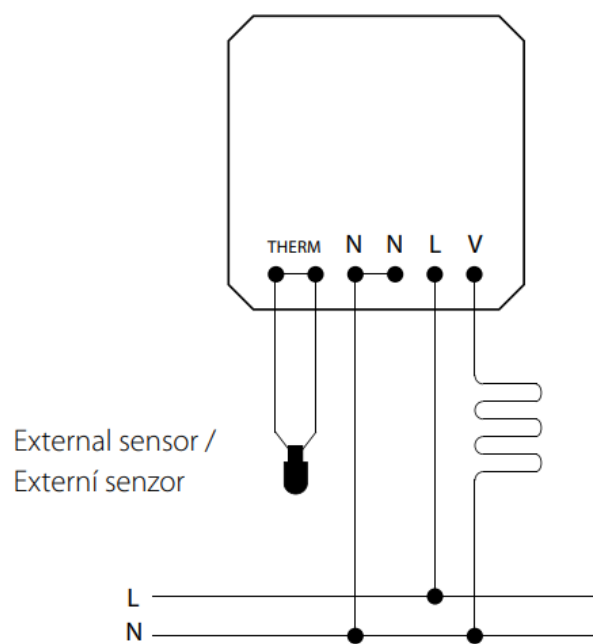 THERM N N L V
External sensor /
Externí senzor
L
N